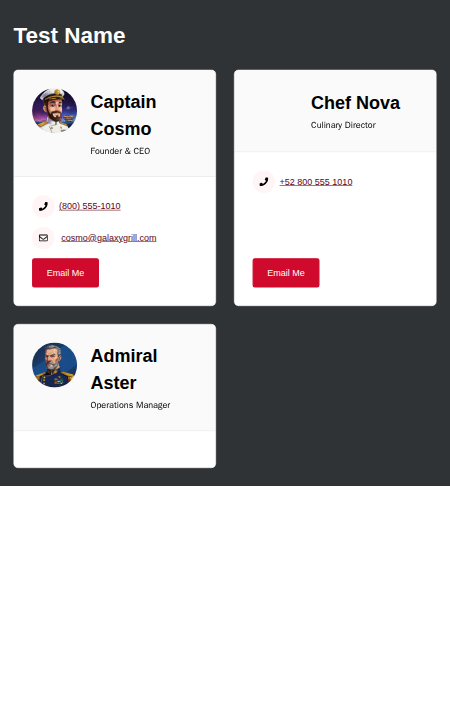 Test Name
Captain
Cosmo
Founder & CEO
(800) 555-1010
cosmo@galaxygrill.com
Email Me
Chef Nova
Culinary Director
+52 800 555 1010
Email Me
Admiral
Aster
Operations Manager